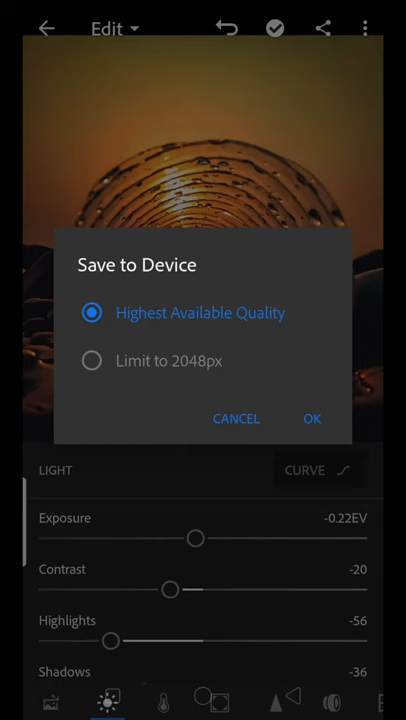 Edit
Save to Device
Highest Available Quality
Limit to 2048px
CANCEL OK
LIGHT CURVE
Exposure -0.22EV
Contrast -20
Highlights -56
Shadows -36